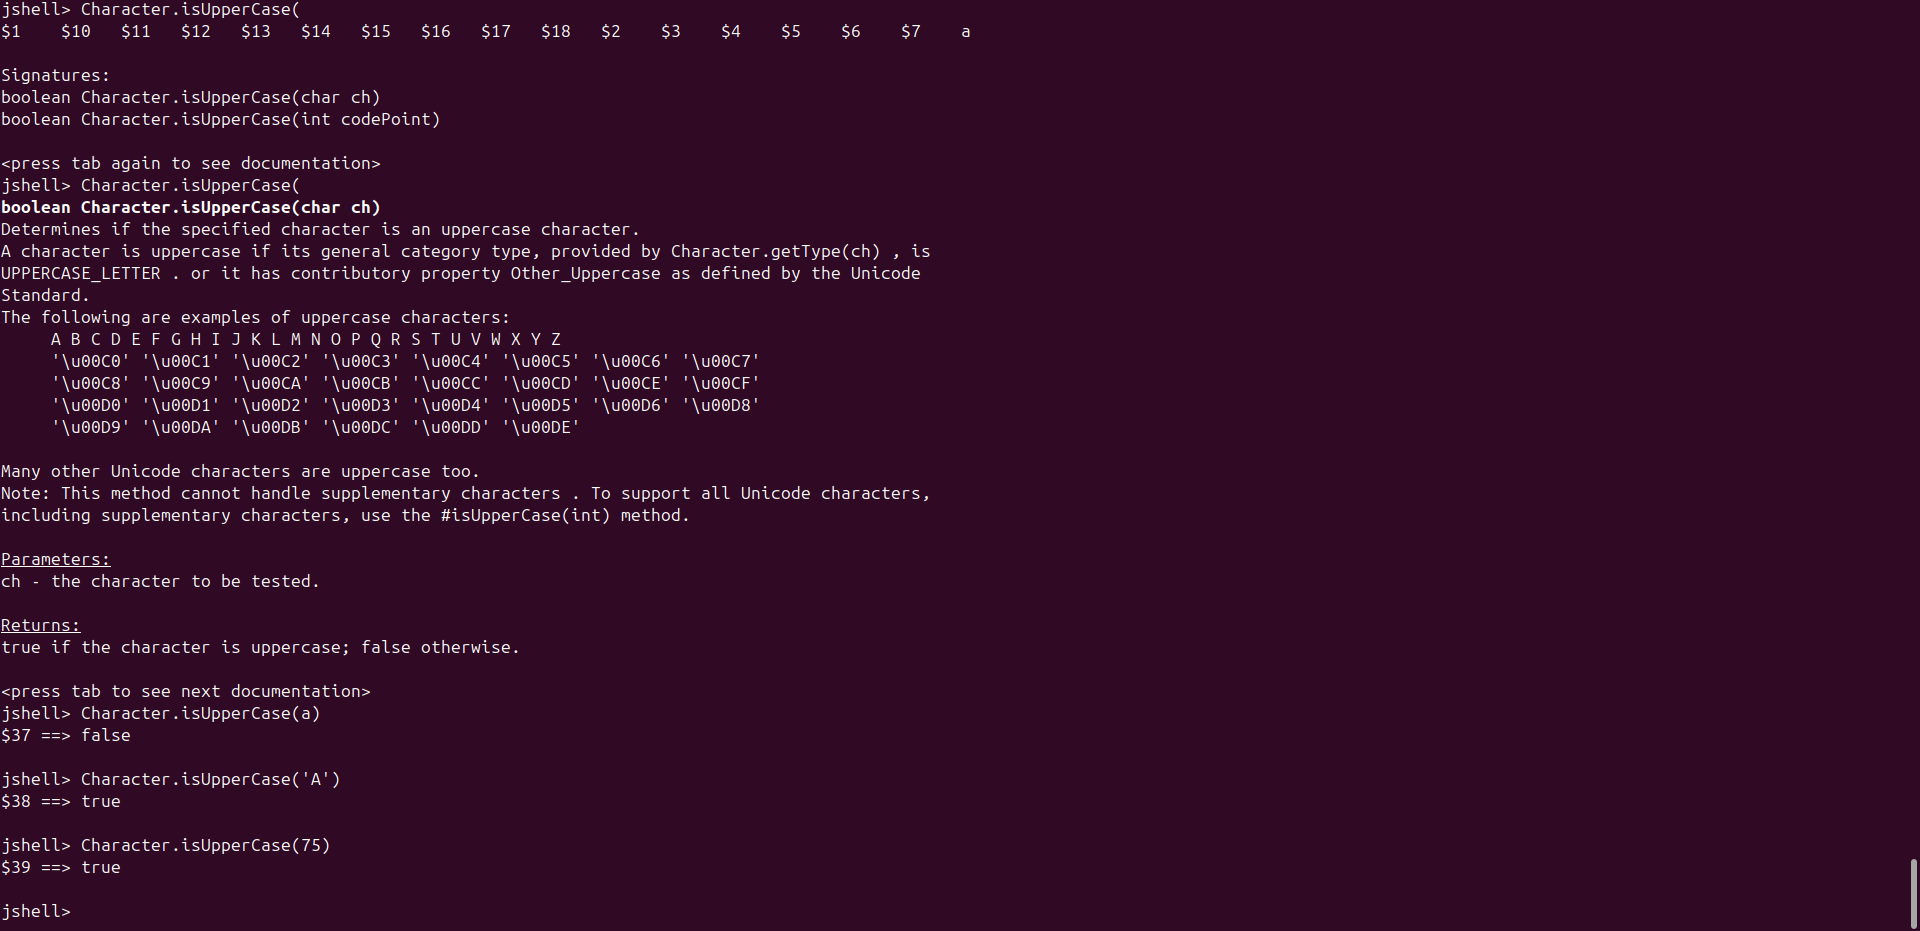 jshell> Character.isUpperCase(
$1    $10   $11   $12   $13   $14   $15   $16   $17   $18   $2    $3    $4    $5    $6    $7    a
Signatures:
boolean Character.isUpperCase(char ch)
boolean Character.isUpperCase(int codePoint)
<press tab again to see documentation>
jshell> Character.isUpperCase(
boolean Character.isUpperCase(char ch)
Determines if the specified character is an uppercase character.
A character is uppercase if its general category type, provided by Character.getType(ch) , is
UPPERCASE_LETTER . or it has contributory property Other_Uppercase as defined by the Unicode
Standard.
The following are examples of uppercase characters:
     A B C D E F G H I J K L M N O P Q R S T U V W X Y Z
     '\u00C0' '\u00C1' '\u00C2' '\u00C3' '\u00C4' '\u00C5' '\u00C6' '\u00C7'
     '\u00C8' '\u00C9' '\u00CA' '\u00CB' '\u00CC' '\u00CD' '\u00CE' '\u00CF'
     '\u00D0' '\u00D1' '\u00D2' '\u00D3' '\u00D4' '\u00D5' '\u00D6' '\u00D8'
     '\u00D9' '\u00DA' '\u00DB' '\u00DC' '\u00DD' '\u00DE'
Many other Unicode characters are uppercase too.
Note: This method cannot handle supplementary characters . To support all Unicode characters,
including supplementary characters, use the #isUpperCase(int) method.
Parameters:
ch - the character to be tested.
Returns:
true if the character is uppercase; false otherwise.
<press tab to see next documentation>
jshell> Character.isUpperCase(a)
$37 ==> false
jshell> Character.isUpperCase('A')
$38 ==> true
jshell> Character.isUpperCase(75)
$39 ==> true
jshell>